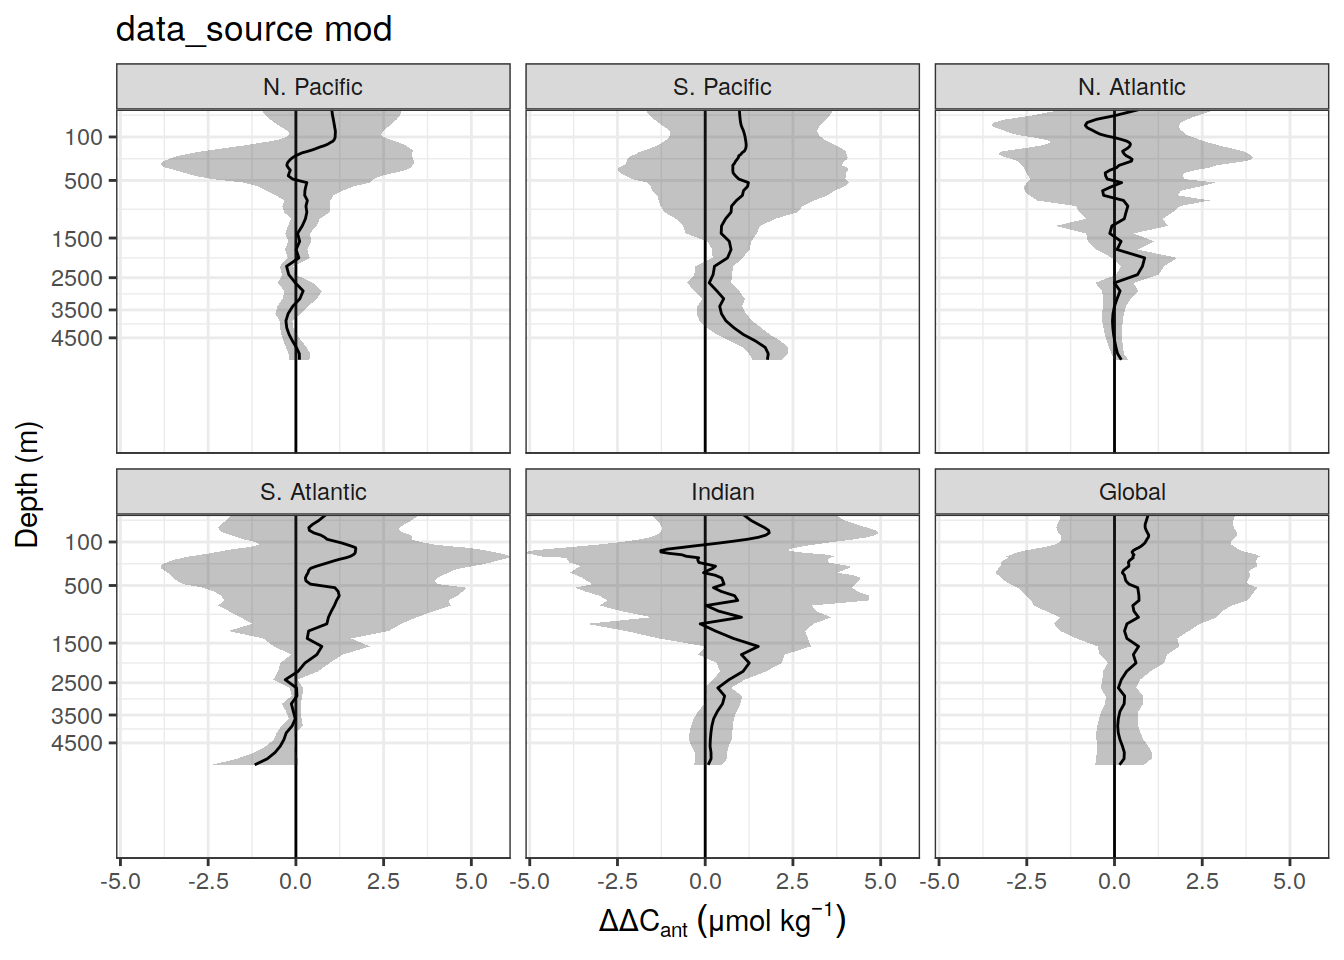 data_source mod
N. Pacific S. Pacific N. Atlantic
100
500
1500
2500
3500
4500
S. Atlantic Indian Global
100
500
1500
2500
3500
4500
Depth (m)
-5.0 -2.5 0.0 2.5 5.0 -5.0 -2.5 0.0 2.5 5.0 -5.0 -2.5 0.0 2.5 5.0
ΔΔCant (μmol kg−1)